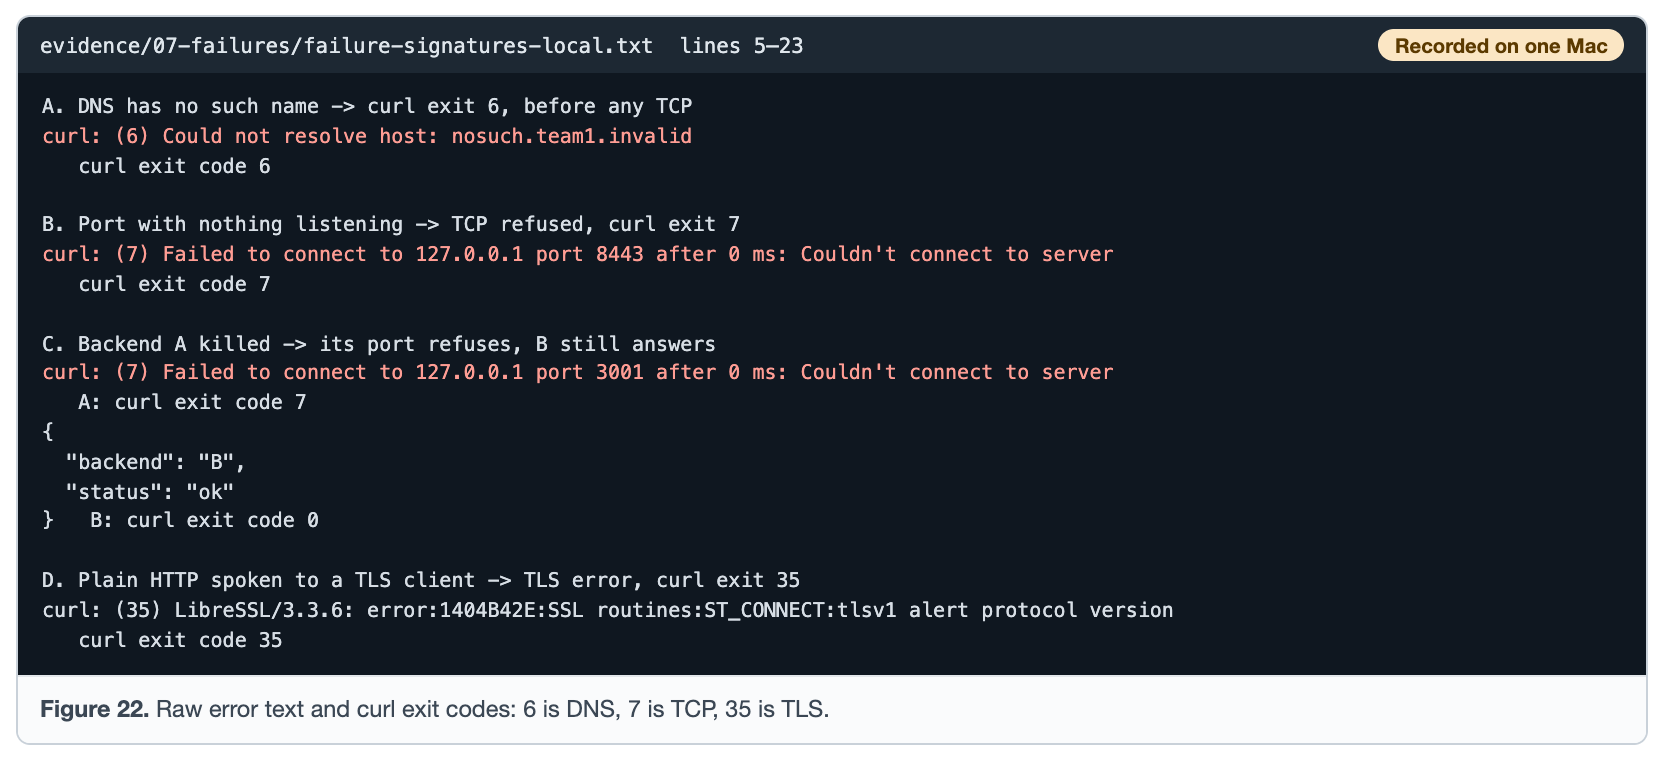 evidence/07-failures/failure-signatures-local.txt  lines 5–23
Recorded on one Mac
A. DNS has no such name -> curl exit 6, before any TCP
curl: (6) Could not resolve host: nosuch.team1.invalid
   curl exit code 6
B. Port with nothing listening -> TCP refused, curl exit 7
curl: (7) Failed to connect to 127.0.0.1 port 8443 after 0 ms: Couldn't connect to server
   curl exit code 7
C. Backend A killed -> its port refuses, B still answers
curl: (7) Failed to connect to 127.0.0.1 port 3001 after 0 ms: Couldn't connect to server
   A: curl exit code 7
{
  "backend": "B",
  "status": "ok"
}   B: curl exit code 0
D. Plain HTTP spoken to a TLS client -> TLS error, curl exit 35
curl: (35) LibreSSL/3.3.6: error:1404B42E:SSL routines:ST_CONNECT:tlsv1 alert protocol version
   curl exit code 35
Figure 22. Raw error text and curl exit codes: 6 is DNS, 7 is TCP, 35 is TLS.